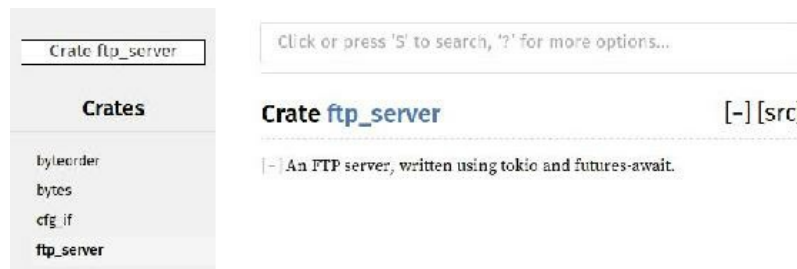 Crate ftp_server
Crates
byteorder
bytes
cfg_if
ftp_server
Click or press 'S' to search, '?' for more options...
Crate ftp_server
[-] [src]
[-] An FTP server, written using tokio and futures-await.